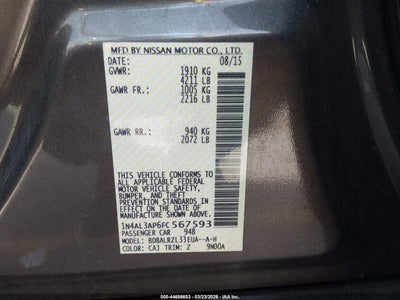 MFD BY NISSAN MOTOR CO., LTD.
DATE: 08/15
GVWR: 1910 KG
4211 LB
GAWR FR.: 1005 KG
2216 LB
GAWR RR.: 940 KG
2072 LB
THIS VEHICLE CONFORMS TO
ALL APPLICABLE FEDERAL
MOTOR VEHICLE SAFETY,
BUMPER, AND THEFT
PREVENTION STANDARDS
IN EFFECT ON THE DATE OF
MANUFACTURE SHOWN ABOVE.
1N4AL3AP6FC567593
PASSENGER CAR 948
MODEL: BDBALRZL33EUA--A-H
COLOR: CAJ TRIM: Z 9N00A
000-44686653 - 03/23/2026 - IAAI.COM